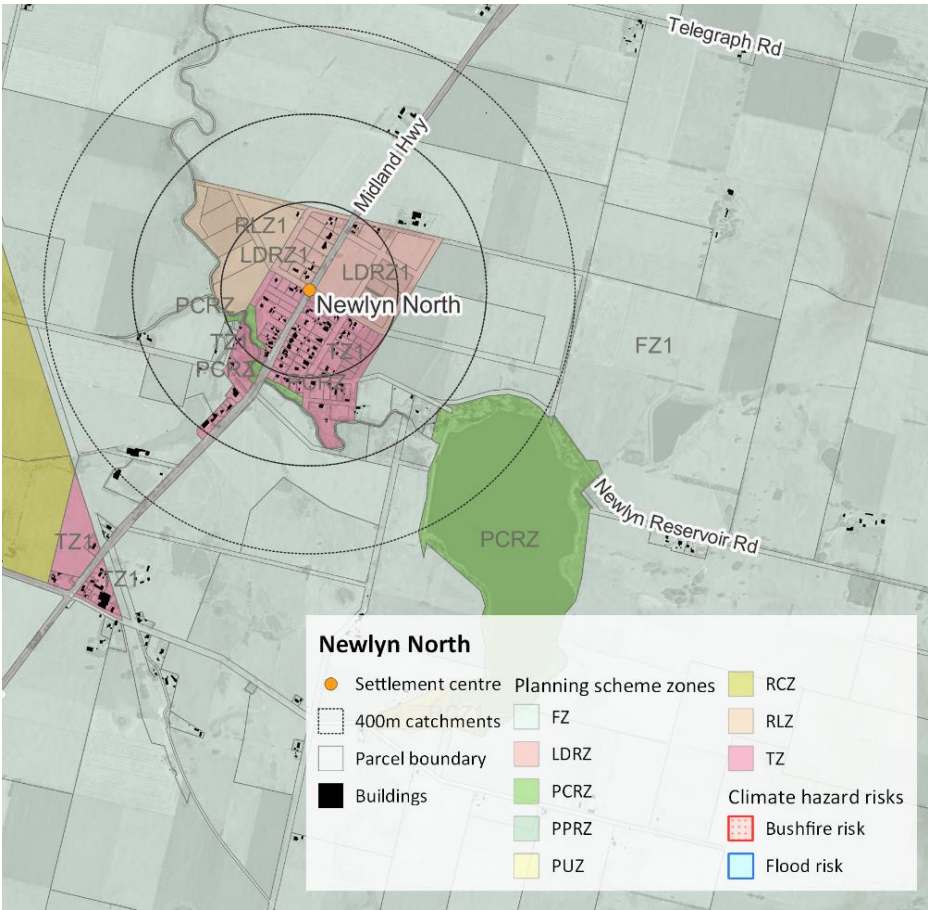 Telegraph Rd
Midland Hwy
RLZ1
LDRZ1
LDRZ1
PCRZ
Newlyn North
TZ1
TZ1
FZ1
PCRZ
PCRZ
PCRZ
Newlyn Reservoir Rd
TZ1
TZ1
Newlyn North
Settlement centre
400m catchments
Parcel boundary
Buildings
Planning scheme zones
FZ
LDRZ
PCRZ
PPRZ
PUZ
RCZ
RLZ
TZ
Climate hazard risks
Bushfire risk
Flood risk